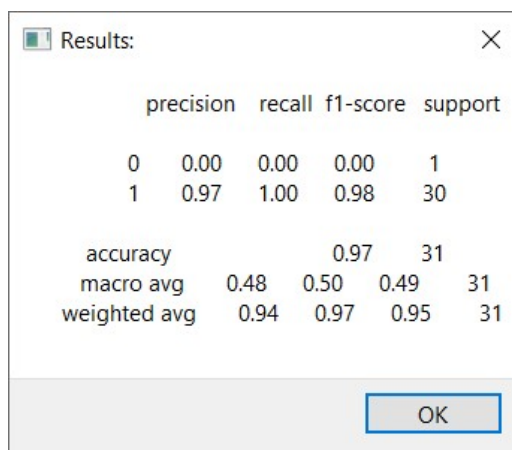 Results:
precision recall f1-score support
0 0.00 0.00 0.00 1
1 0.97 1.00 0.98 30
accuracy 0.97 31
macro avg 0.48 0.50 0.49 31
weighted avg 0.94 0.97 0.95 31
OK